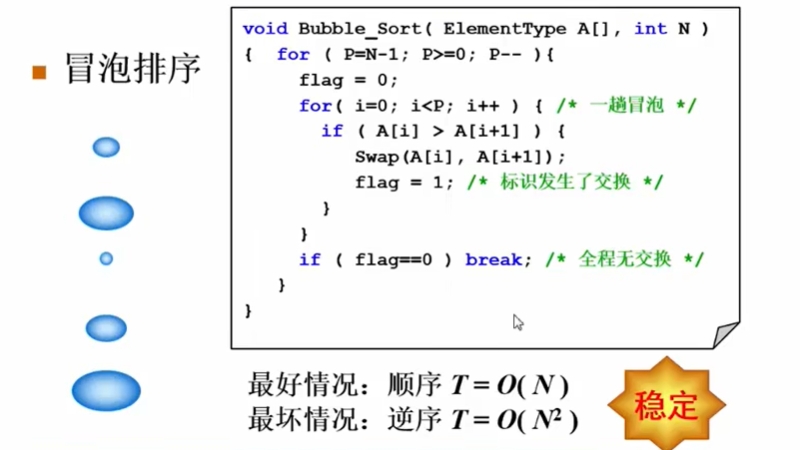 冒泡排序
void Bubble_Sort( ElementType A[], int N )
{ for ( P=N-1; P>=0; P-- ){
flag = 0;
for( i=0; i<P; i++ ) { /* 一趟冒泡 */
if ( A[i] > A[i+1] ) {
Swap(A[i], A[i+1]);
flag = 1; /* 标识发生了交换 */
}
}
if ( flag==0 ) break; /* 全程无交换 */
}
}
最好情况：顺序 T = O( N )
最坏情况：逆序 T = O( N² )
稳定